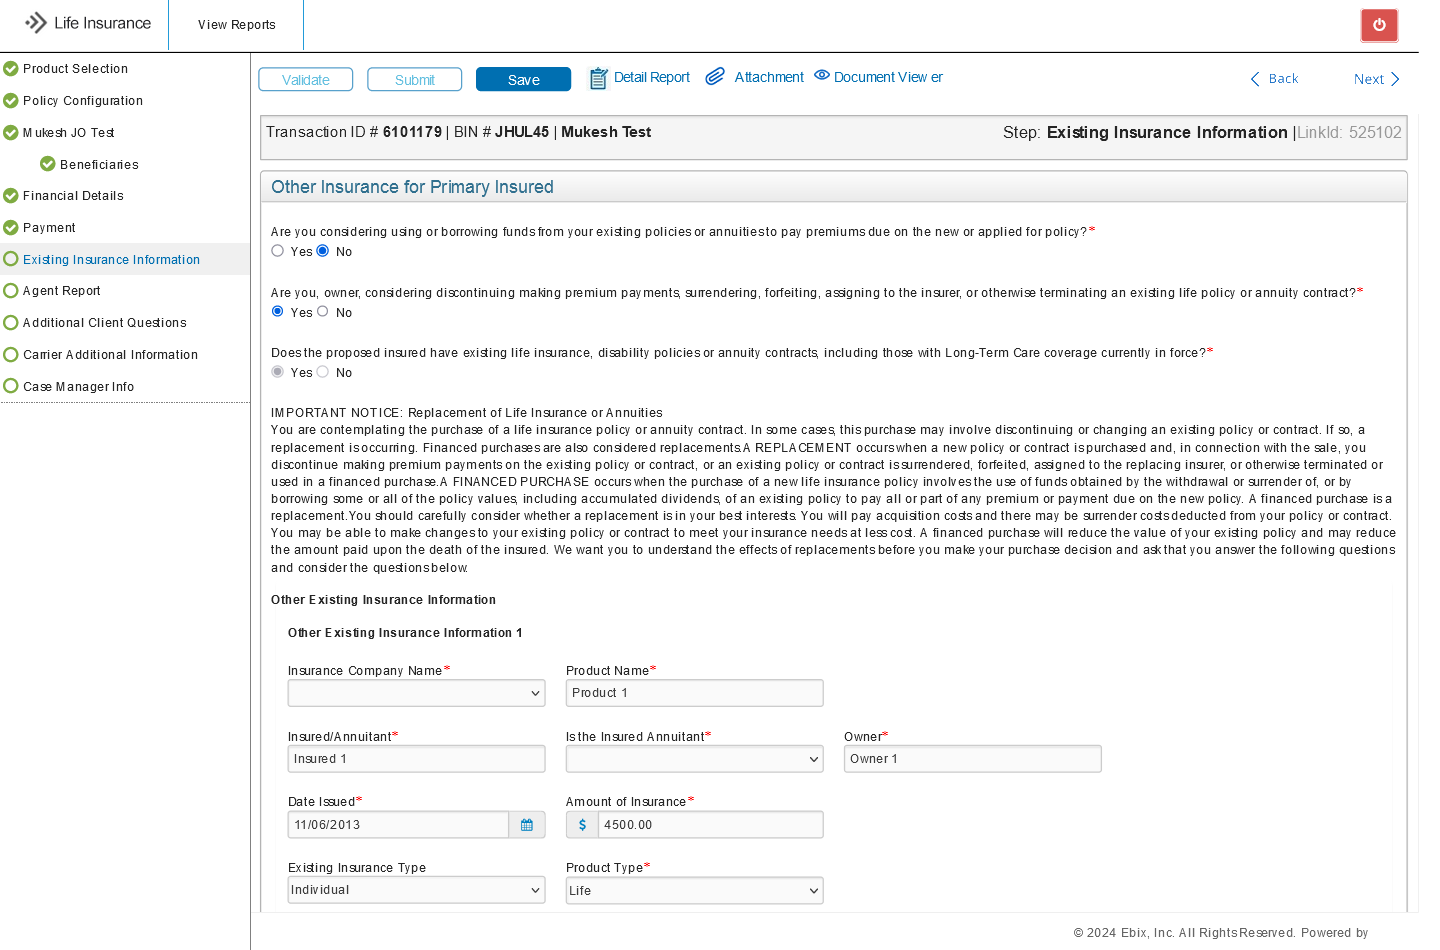 Life Insurance
View Reports
Product Selection
Policy Configuration
Mukesh JO Test
Beneficiaries
Financial Details
Payment
Existing Insurance Information
Agent Report
Additional Client Questions
Carrier Additional Information
Case Manager Info
Validate Submit Save Detail Report Attachment Document Viewer Back Next
Transaction ID # 6101179 | BIN # JHUL45 | Mukesh Test Step: Existing Insurance Information |LinkId: 525102
Other Insurance for Primary Insured
Are you considering using or borrowing funds from your existing policies or annuities to pay premiums due on the new or applied for policy?*
Yes No
Are you, owner, considering discontinuing making premium payments, surrendering, forfeiting, assigning to the insurer, or otherwise terminating an existing life policy or annuity contract?*
Yes No
Does the proposed insured have existing life insurance, disability policies or annuity contracts, including those with Long-Term Care coverage currently in force?*
Yes No
IMPORTANT NOTICE: Replacement of Life Insurance or Annuities
You are contemplating the purchase of a life insurance policy or annuity contract. In some cases, this purchase may involve discontinuing or changing an existing policy or contract. If so, a
replacement is occurring. Financed purchases are also considered replacements.A REPLACEMENT occurs when a new policy or contract is purchased and, in connection with the sale, you
discontinue making premium payments on the existing policy or contract, or an existing policy or contract is surrendered, forfeited, assigned to the replacing insurer, or otherwise terminated or
used in a financed purchase.A FINANCED PURCHASE occurs when the purchase of a new life insurance policy involves the use of funds obtained by the withdrawal or surrender of, or by
borrowing some or all of the policy values, including accumulated dividends, of an existing policy to pay all or part of any premium or payment due on the new policy. A financed purchase is a
replacement.You should carefully consider whether a replacement is in your best interests. You will pay acquisition costs and there may be surrender costs deducted from your policy or contract.
You may be able to make changes to your existing policy or contract to meet your insurance needs at less cost. A financed purchase will reduce the value of your existing policy and may reduce
the amount paid upon the death of the insured. We want you to understand the effects of replacements before you make your purchase decision and ask that you answer the following questions
and consider the questions below.
Other Existing Insurance Information
Other Existing Insurance Information 1
Insurance Company Name* Product Name*
Product 1
Insured/Annuitant* Is the Insured Annuitant* Owner*
Insured 1 Owner 1
Date Issued* Amount of Insurance*
11/06/2013 $ 4500.00
Existing Insurance Type Product Type*
Individual Life
© 2024 Ebix, Inc. All Rights Reserved. Powered by